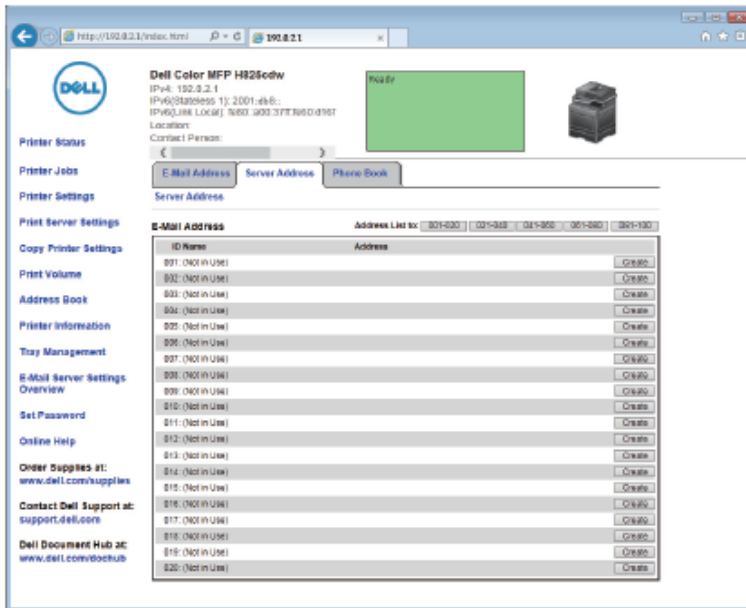 http://192.0.2.1/index.html
192.0.2.1
DELL
Dell Color MFP H825cdw
IPv4: 192.0.2.1
IPv6(Stateless 1): 2001:db8::
IPv6(Link Local):
Location:
Contact Person:
Ready
Printer Status
Printer Jobs
Printer Settings
Print Server Settings
Copy Printer Settings
Print Volume
Address Book
Printer Information
Tray Management
E-Mail Server Settings
Overview
Set Password
Online Help
Order Supplies at:
www.dell.com/supplies
Contact Dell Support at:
support.dell.com
Dell Document Hub at:
www.dell.com/dochub
E-Mail Address
Server Address
Phone Book
Server Address
E-Mail Address
Address List to: 001-020 021-040 041-060 061-080 081-100
ID Name Address
001: (Not in Use) Create
002: (Not in Use) Create
003: (Not in Use) Create
004: (Not in Use) Create
005: (Not in Use) Create
006: (Not in Use) Create
007: (Not in Use) Create
008: (Not in Use) Create
009: (Not in Use) Create
010: (Not in Use) Create
011: (Not in Use) Create
012: (Not in Use) Create
013: (Not in Use) Create
014: (Not in Use) Create
015: (Not in Use) Create
016: (Not in Use) Create
017: (Not in Use) Create
018: (Not in Use) Create
019: (Not in Use) Create
020: (Not in Use) Create